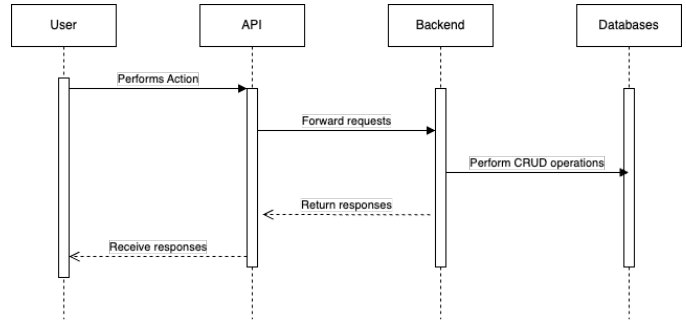 User
API
Backend
Databases
Performs Action
Forward requests
Perform CRUD operations
Return responses
Receive responses